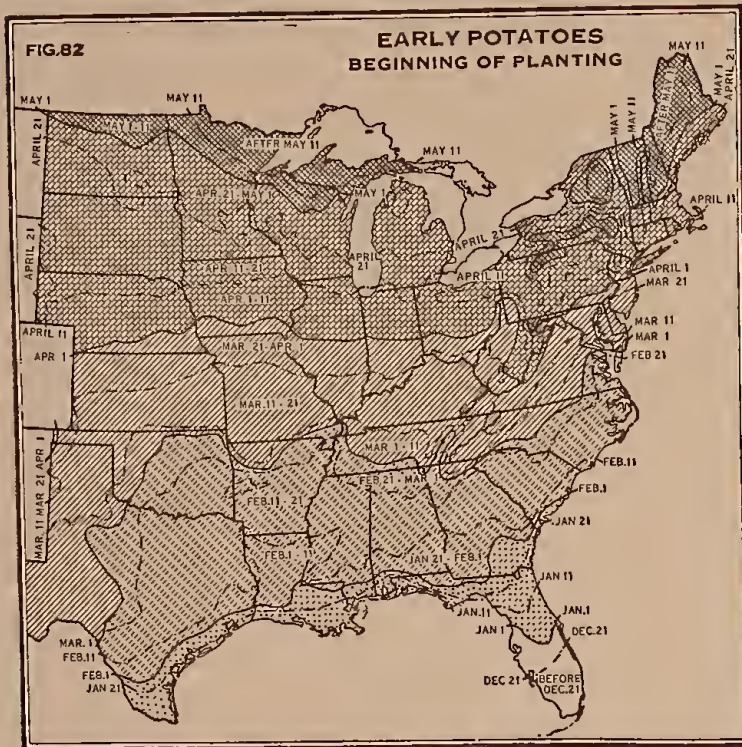 FIG.82
EARLY POTATOES
BEGINNING OF PLANTING
MAY 11
MAY 1
MAY 11
MAY 1
APRIL 21
APRIL 21
MAY 1-11
AFTER MAY 11
MAY 11
MAY 1
MAY 11
AFTER MAY 11
APR. 21-MAY 1
MAY 1
APRIL 11
APRIL 21
APRIL 21
APRIL 21
APR. 11-21
APRIL 11
APRIL 1
MAR 21
APR. 1-11
APRIL 11
MAR 11
APR. 1
MAR. 21-APR. 1
MAR 1
FEB 21
MAR. 11-21
MAR. 11 MAR. 21 APR. 1
MAR. 1-11
FEB. 21-MAR. 1
FEB. 11
FEB. 11-21
FEB. 1
JAN 21
FEB. 1-11
JAN 21-FEB. 1
JAN 11
MAR. 1
FEB. 11
FEB. 1
JAN 21
JAN. 11
JAN 1
JAN. 1
DEC. 21
DEC 21
BEFORE
DEC. 21